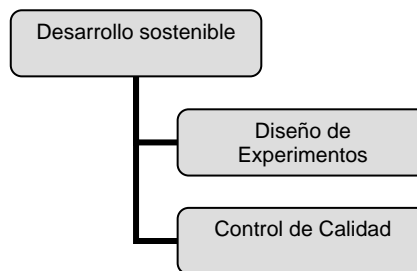 Desarrollo sostenible
Diseño de
Experimentos
Control de Calidad